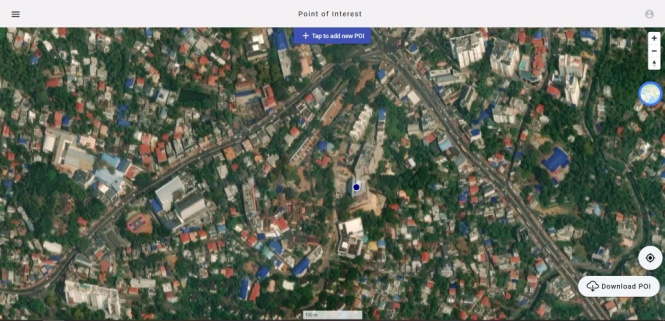 Point of Interest
+ Tap to add new POI
Download POI
100 m